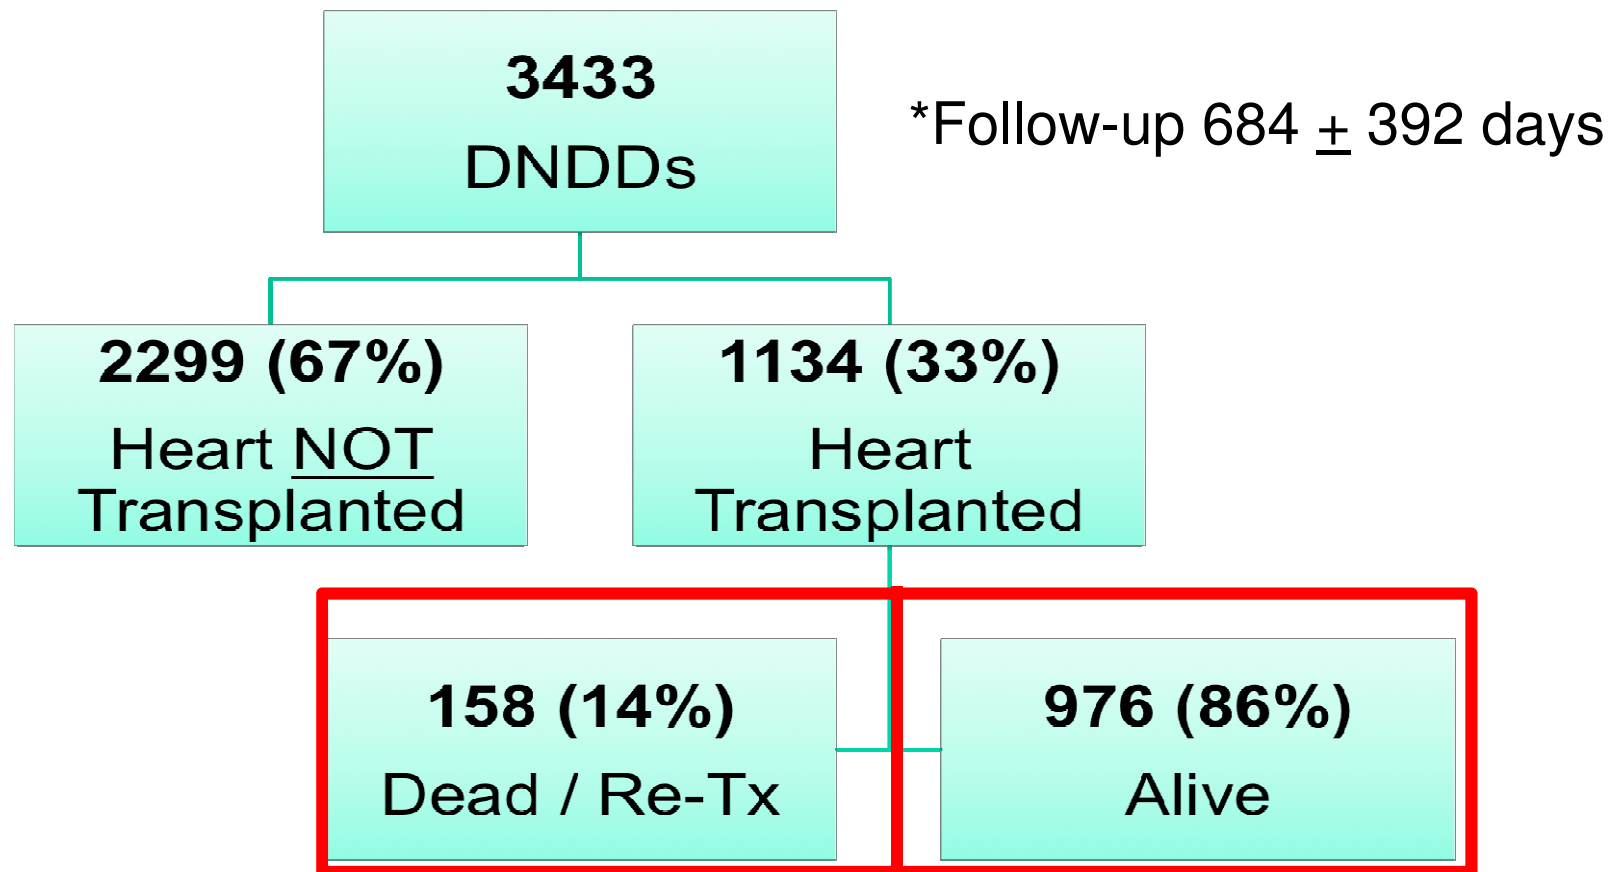 3433
DNDDs
*Follow-up 684 + 392 days
2299 (67%)
Heart NOT
Transplanted
1134 (33%)
Heart
Transplanted
158 (14%)
Dead / Re-Tx
976 (86%)
Alive